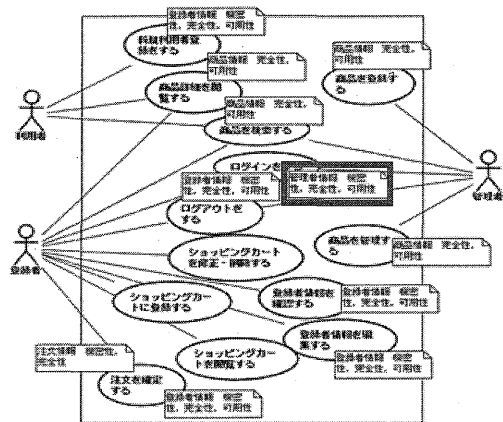 登録者情報 機密
性、完全性、可用性
新規利用者登
録をする
商品情報 完全性、
可用性
商品詳細を閲
覧する
商品情報 完全性、
可用性
商品を登録す
る
商品情報 完全性、
可用性
商品を検索する
利用者
ログインを
管理者情報 機密
性、完全性、可用性
管理者
登録者情報 機密
性、完全性、可用性
ログアウトを
する
登録者
ショッピングカート
を修正・削除する
商品を管理す
る
商品情報 完全性、
可用性
ショッピングカー
トに登録する
登録者情報を
確認する
登録者情報 機密
性、完全性、可用性
登録者情報を編
集する
登録者情報 機密
性、完全性、可用性
注文情報 機密性、
完全性
ショッピングカー
トを閲覧する
注文を確定
する
登録者情報 機密
性、完全性、可用性